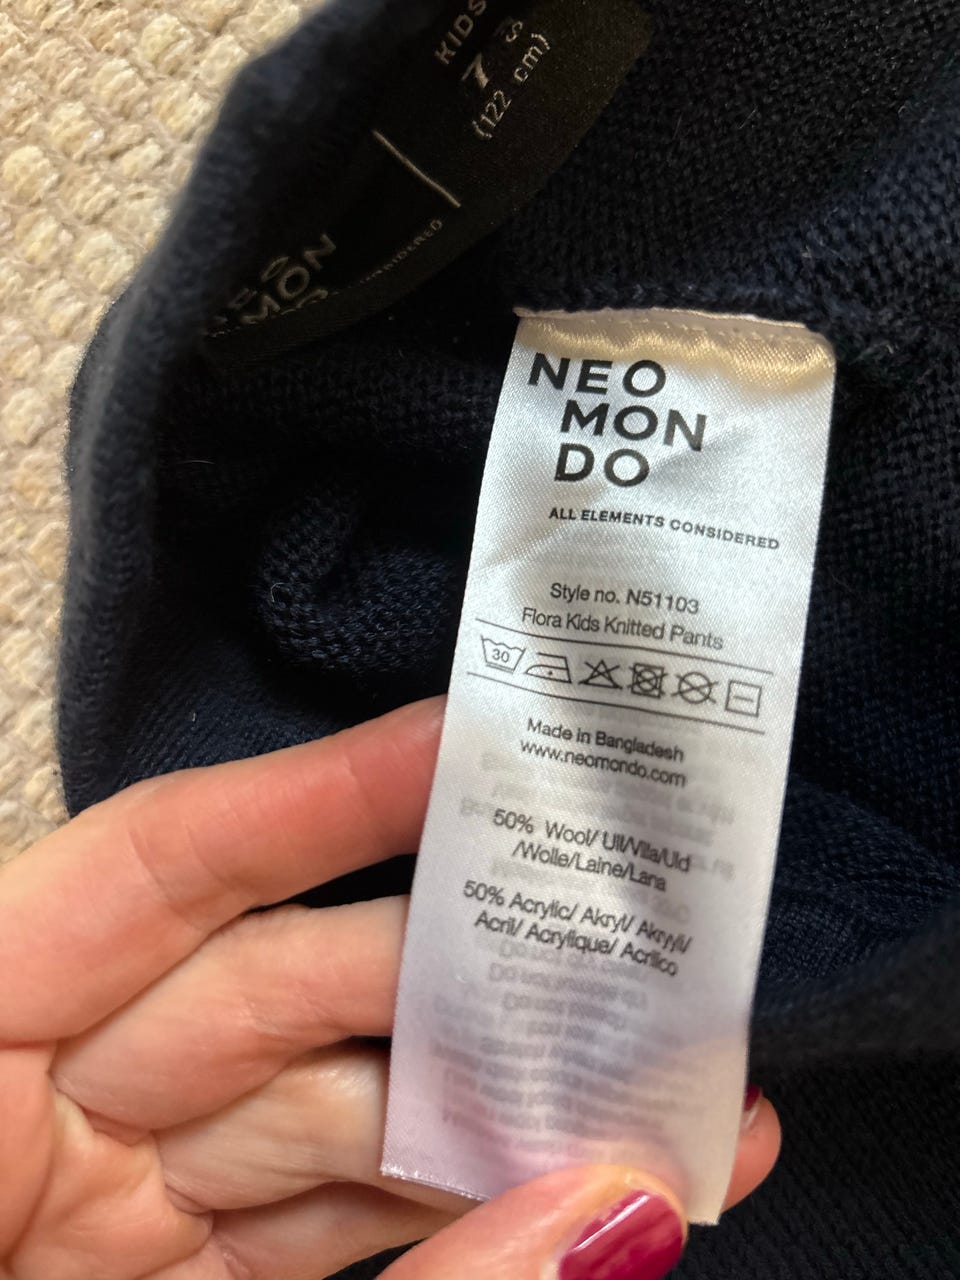 KIDS
7
(122 cm)
MON
NEO
MON
DO
ALL ELEMENTS CONSIDERED
Style no. N51103
Flora Kids Knitted Pants
30
Made in Bangladesh
www.neomondo.com
50% Wool/ Ull/Villa/Uld
/Wolle/Laine/Lana
50% Acrylic/ Akryl/ Akryyli/
Acril/ Acrylique/ Acrilico